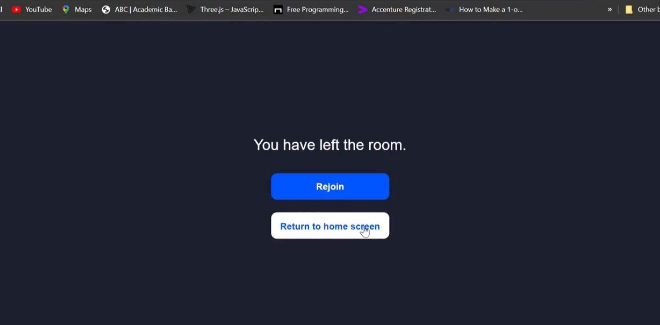 YouTube Maps ABC | Academic Ba... Three.js – JavaScrip... Free Programming... Accenture Registrat... How to Make a 1-o... » Other b
You have left the room.
Rejoin
Return to home screen